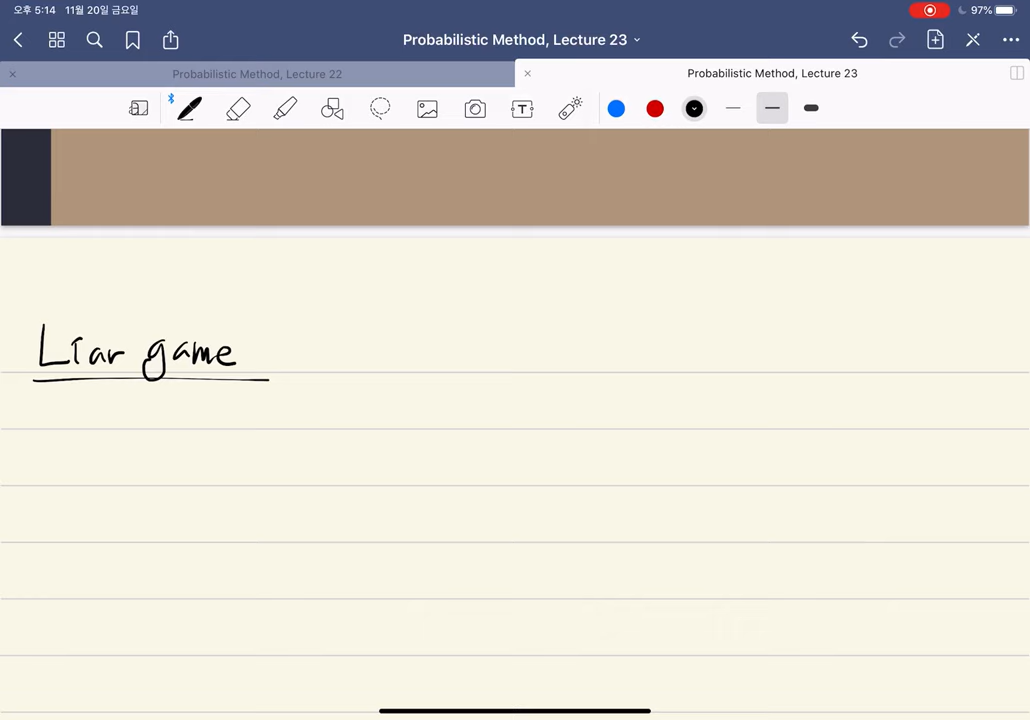 오후 5:14 11월 20일 금요일
97%
Probabilistic Method, Lecture 23
Probabilistic Method, Lecture 22
Probabilistic Method, Lecture 23
Liar game